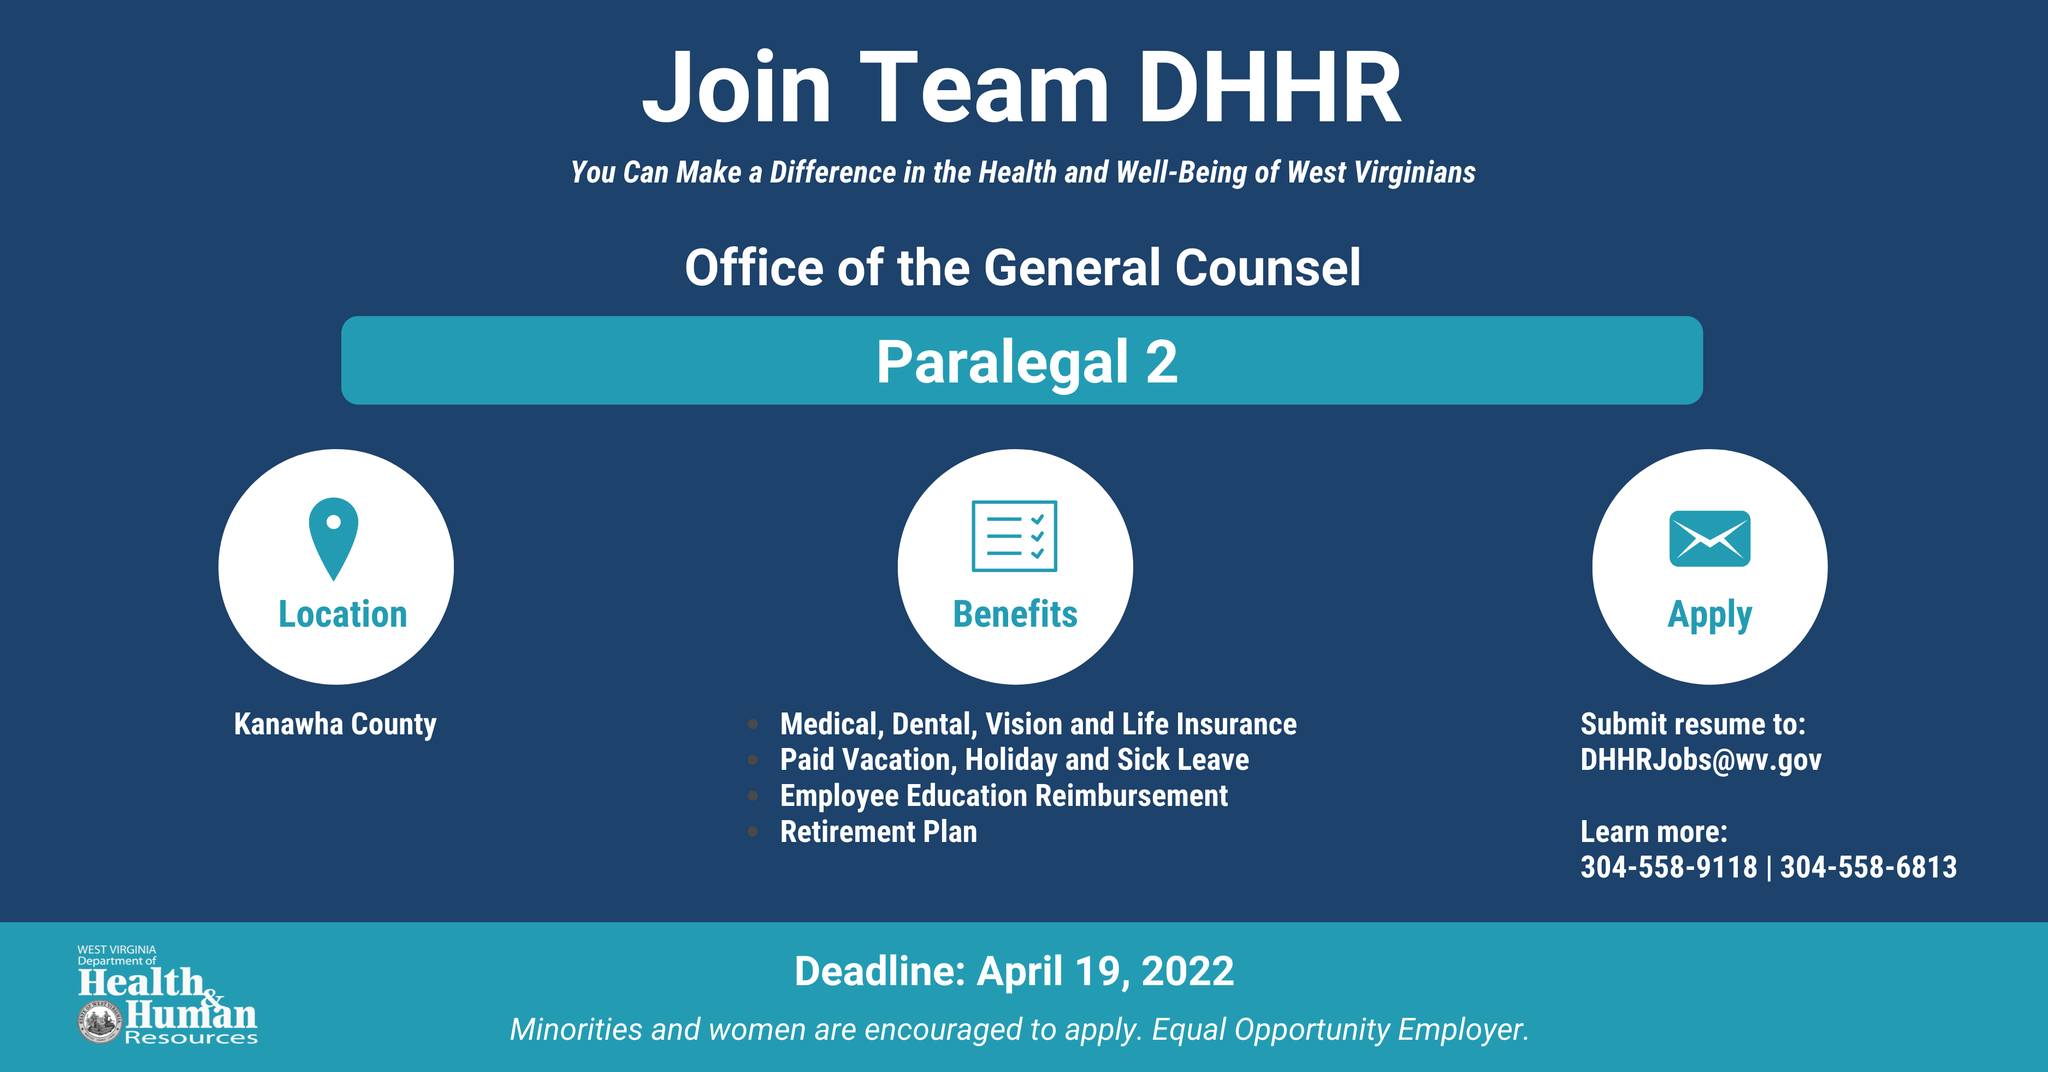 Join Team DHHR
You Can Make a Difference in the Health and Well-Being of West Virginians
Office of the General Counsel
Paralegal 2
Location
Kanawha County
Benefits
• Medical, Dental, Vision and Life Insurance
• Paid Vacation, Holiday and Sick Leave
• Employee Education Reimbursement
• Retirement Plan
Apply
Submit resume to:
DHHRJobs@wv.gov
Learn more:
304-558-9118 | 304-558-6813
WEST VIRGINIA
Department of
Health
&
Human
Resources
Deadline: April 19, 2022
Minorities and women are encouraged to apply. Equal Opportunity Employer.